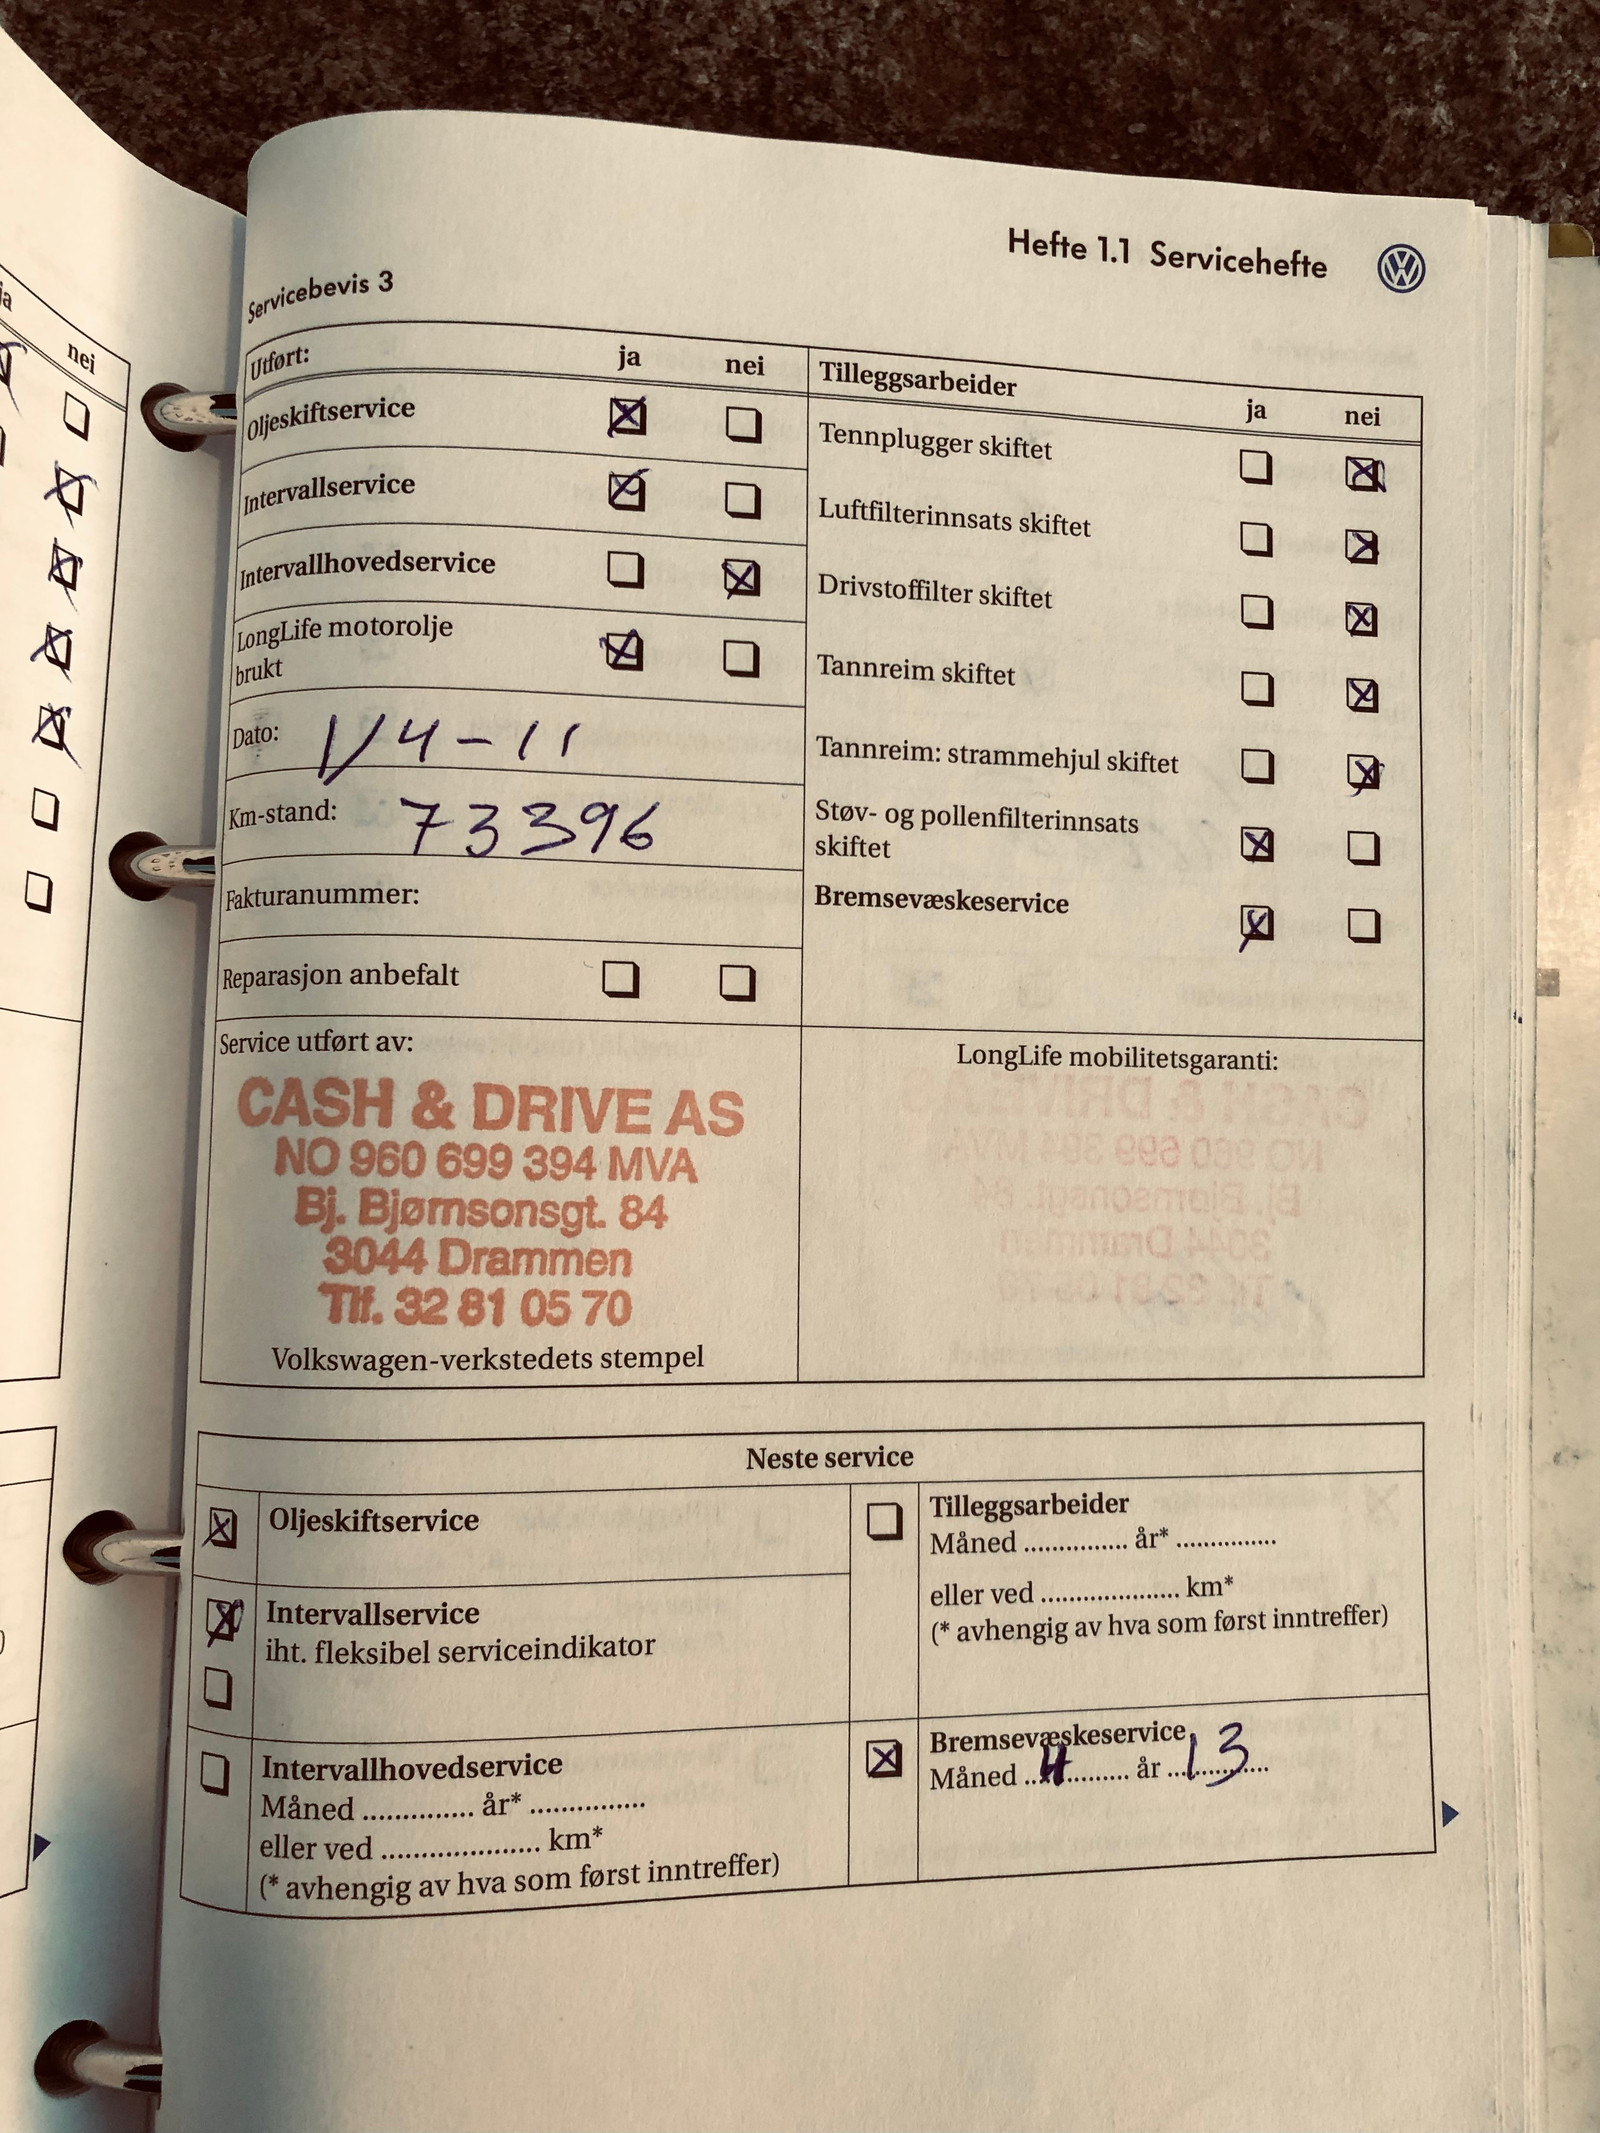 ja
nei
Hefte 1.1 Servicehefte
Servicebevis 3
Utført:
ja
nei
Oljeskiftservice
Intervallservice
Intervallhovedservice
LongLife motorolje
brukt
Dato: 1/4-11
Km-stand: 73396
Fakturanummer:
Reparasjon anbefalt
Service utført av:
CASH & DRIVE AS
NO 960 699 394 MVA
Bj. Bjørnsonsgt. 84
3044 Drammen
Tlf. 32 81 05 70
Volkswagen-verkstedets stempel
Tilleggsarbeider
ja
nei
Tennplugger skiftet
Luftfilterinnsats skiftet
Drivstoffilter skiftet
Tannreim skiftet
Tannreim: strammehjul skiftet
Støv- og pollenfilterinnsats
skiftet
Bremsevæskeservice
LongLife mobilitetsgaranti:
Neste service
Oljeskiftservice
Intervallservice
iht. fleksibel serviceindikator
Intervallhovedservice
Måned .............. år* ...............
eller ved .................... km*
(* avhengig av hva som først inntreffer)
Tilleggsarbeider
Måned ............... år* ...............
eller ved .................... km*
(* avhengig av hva som først inntreffer)
Bremsevæskeservice
Måned ...4.......... år ...13............